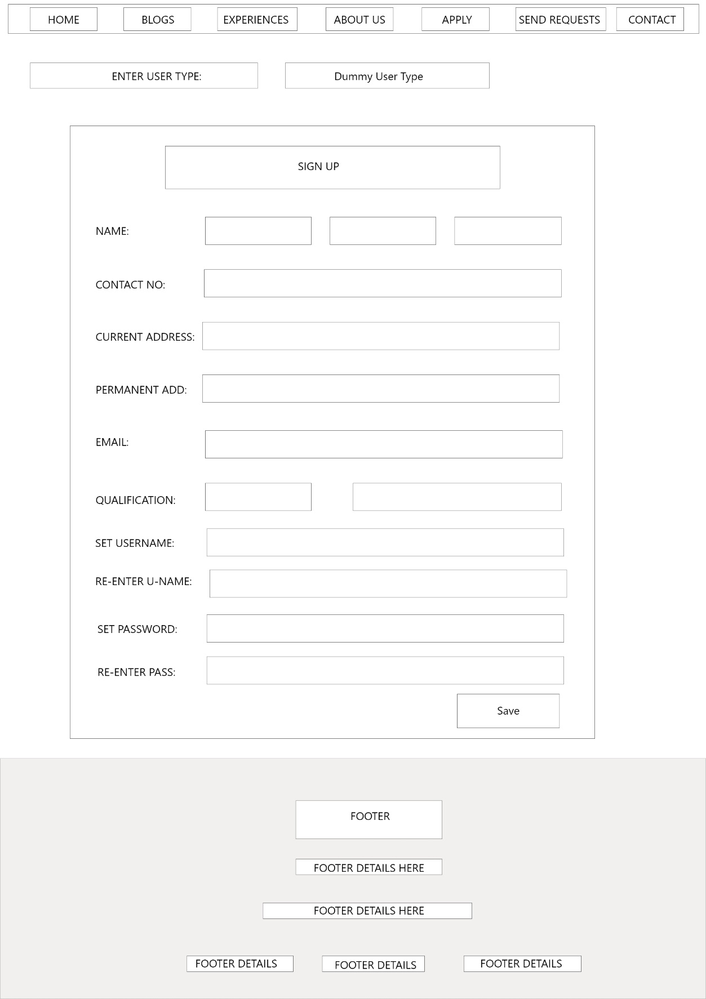 HOME BLOGS EXPERIENCES ABOUT US APPLY SEND REQUESTS CONTACT
ENTER USER TYPE: Dummy User Type
SIGN UP
NAME:
CONTACT NO:
CURRENT ADDRESS:
PERMANENT ADD:
EMAIL:
QUALIFICATION:
SET USERNAME:
RE-ENTER U-NAME:
SET PASSWORD:
RE-ENTER PASS:
Save
FOOTER
FOOTER DETAILS HERE
FOOTER DETAILS HERE
FOOTER DETAILS FOOTER DETAILS FOOTER DETAILS